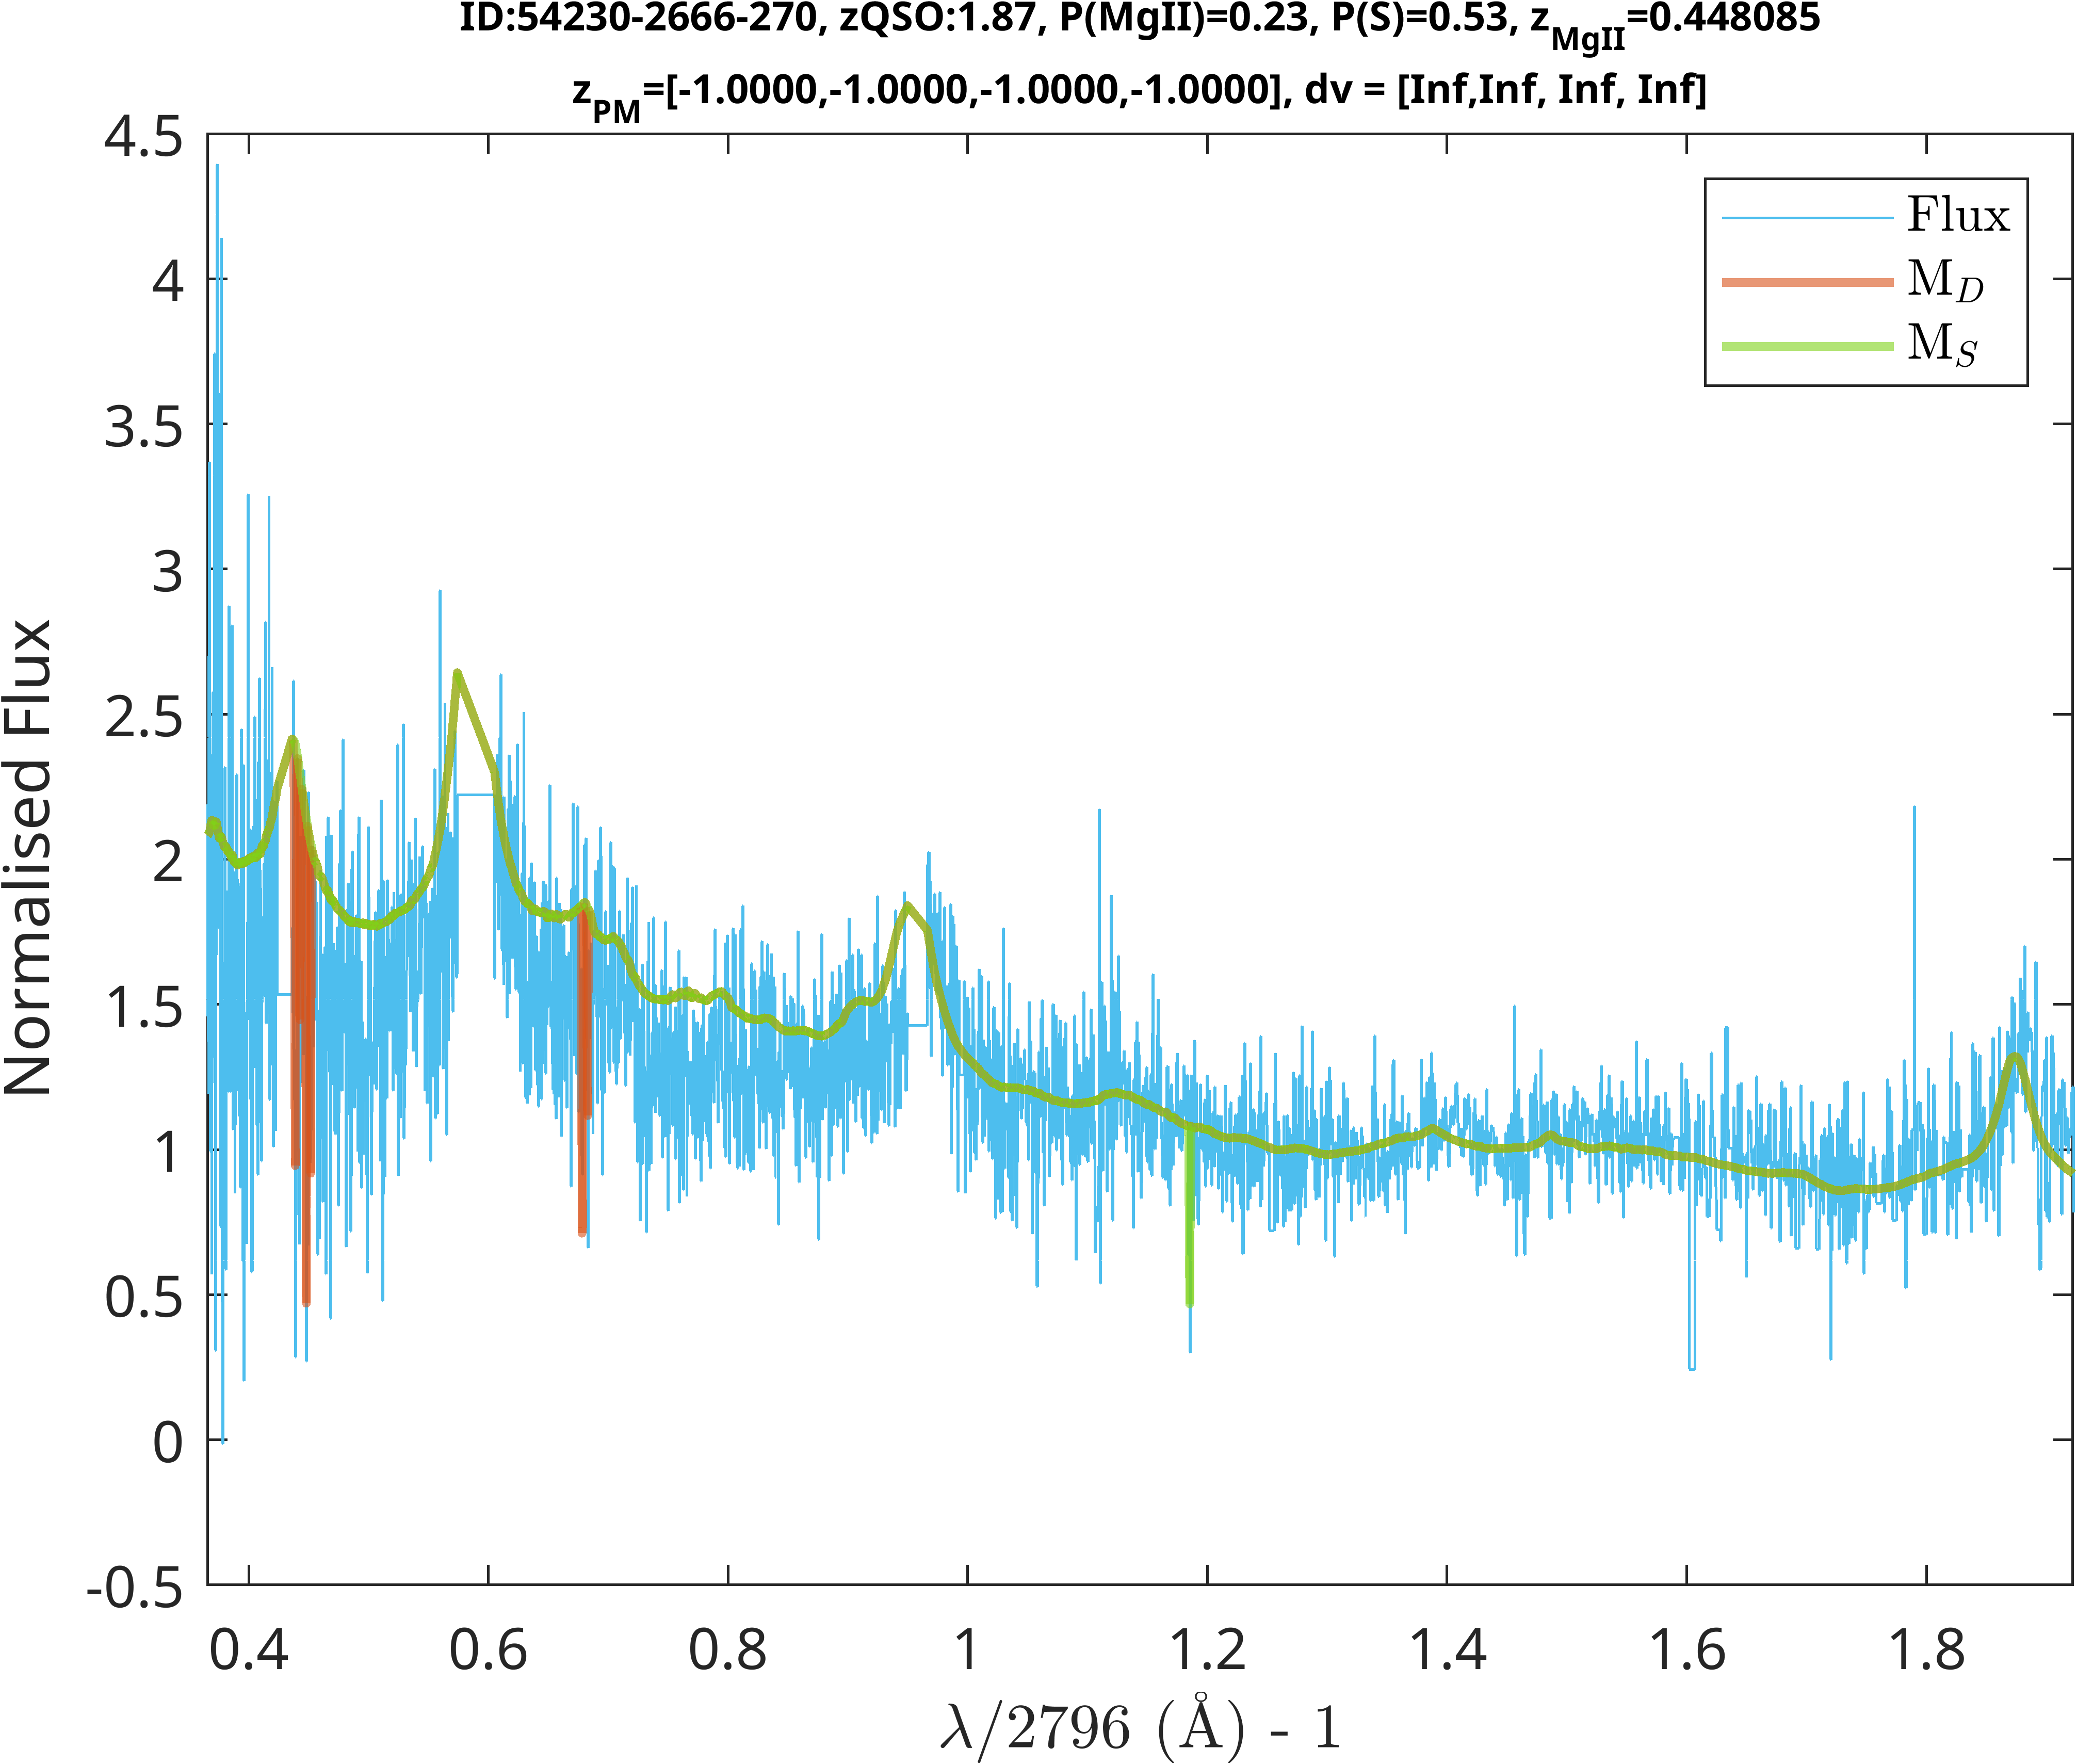 ID:54230-2666-270, zQSO:1.87, P(MgII)=0.23, P(S)=0.53, zMgII=0.448085
zPM=[-1.0000,-1.0000,-1.0000,-1.0000], dv = [Inf,Inf, Inf, Inf]
4.5
4
3.5
3
2.5
2
1.5
1
0.5
0
-0.5
Normalised Flux
Flux
MD
MS
0.4 0.6 0.8 1 1.2 1.4 1.6 1.8
λ/2796 (Å) - 1